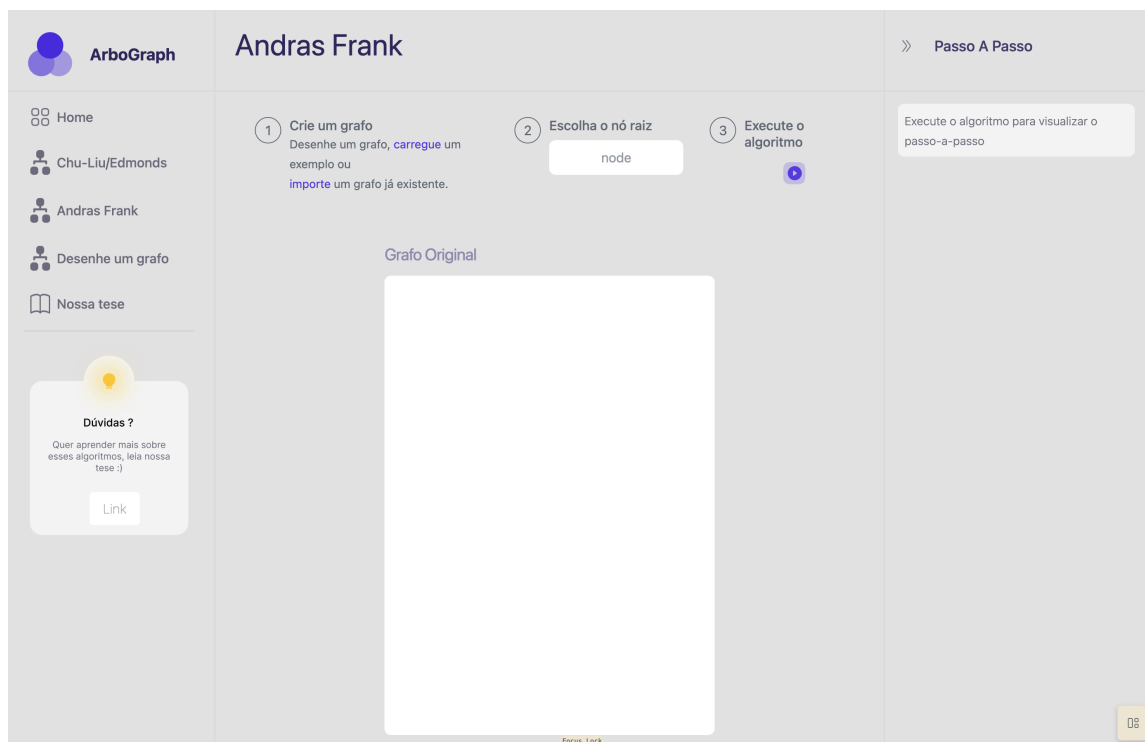 ArboGraph
Home
Chu-Liu/Edmonds
Andras Frank
Desenhe um grafo
Nossa tese
Dúvidas ?
Quer aprender mais sobre
esses algoritmos, leia nossa
tese :)
Link
Andras Frank
1
Crie um grafo
Desenhe um grafo, carregue um
exemplo ou
importe um grafo já existente.
2
Escolha o nó raiz
node
3
Execute o
algoritmo
Grafo Original
Focus Lock
Passo A Passo
Execute o algoritmo para visualizar o
passo-a-passo